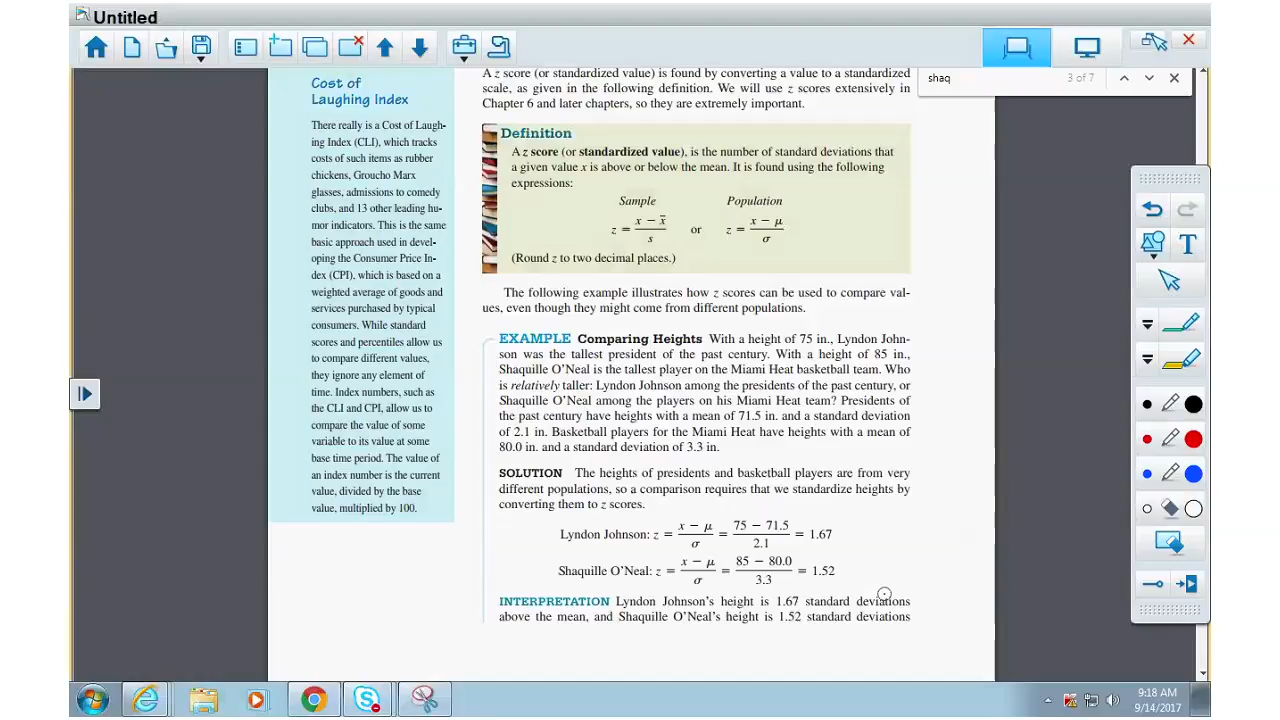 Untitled
shaq
3 of 7
Cost of
Laughing Index
There really is a Cost of Laugh-
ing Index (CLI), which tracks
costs of such items as rubber
chickens, Groucho Marx
glasses, admissions to comedy
clubs, and 13 other leading hu-
mor indicators. This is the same
basic approach used in devel-
oping the Consumer Price In-
dex (CPI), which is based on a
weighted average of goods and
services purchased by typical
consumers. While standard
scores and percentiles allow us
to compare different values,
they ignore any element of
time. Index numbers, such as
the CLI and CPI, allow us to
compare the value of some
variable to its value at some
base time period. The value of
an index number is the current
value, divided by the base
value, multiplied by 100.
A z score (or standardized value) is found by converting a value to a standardized
scale, as given in the following definition. We will use z scores extensively in
Chapter 6 and later chapters, so they are extremely important.
Definition
A z score (or standardized value), is the number of standard deviations that
a given value x is above or below the mean. It is found using the following
expressions:
Sample Population
z = (x − x̄)/s or z = (x − μ)/σ
(Round z to two decimal places.)
The following example illustrates how z scores can be used to compare val-
ues, even though they might come from different populations.
EXAMPLE Comparing Heights With a height of 75 in., Lyndon John-
son was the tallest president of the past century. With a height of 85 in.,
Shaquille O’Neal is the tallest player on the Miami Heat basketball team. Who
is relatively taller: Lyndon Johnson among the presidents of the past century, or
Shaquille O’Neal among the players on his Miami Heat team? Presidents of
the past century have heights with a mean of 71.5 in. and a standard deviation
of 2.1 in. Basketball players for the Miami Heat have heights with a mean of
80.0 in. and a standard deviation of 3.3 in.
SOLUTION The heights of presidents and basketball players are from very
different populations, so a comparison requires that we standardize heights by
converting them to z scores.
Lyndon Johnson: z = (x − μ)/σ = (75 − 71.5)/2.1 = 1.67
Shaquille O’Neal: z = (x − μ)/σ = (85 − 80.0)/3.3 = 1.52
INTERPRETATION Lyndon Johnson’s height is 1.67 standard deviations
above the mean, and Shaquille O’Neal’s height is 1.52 standard deviations
T
9:18 AM
9/14/2017